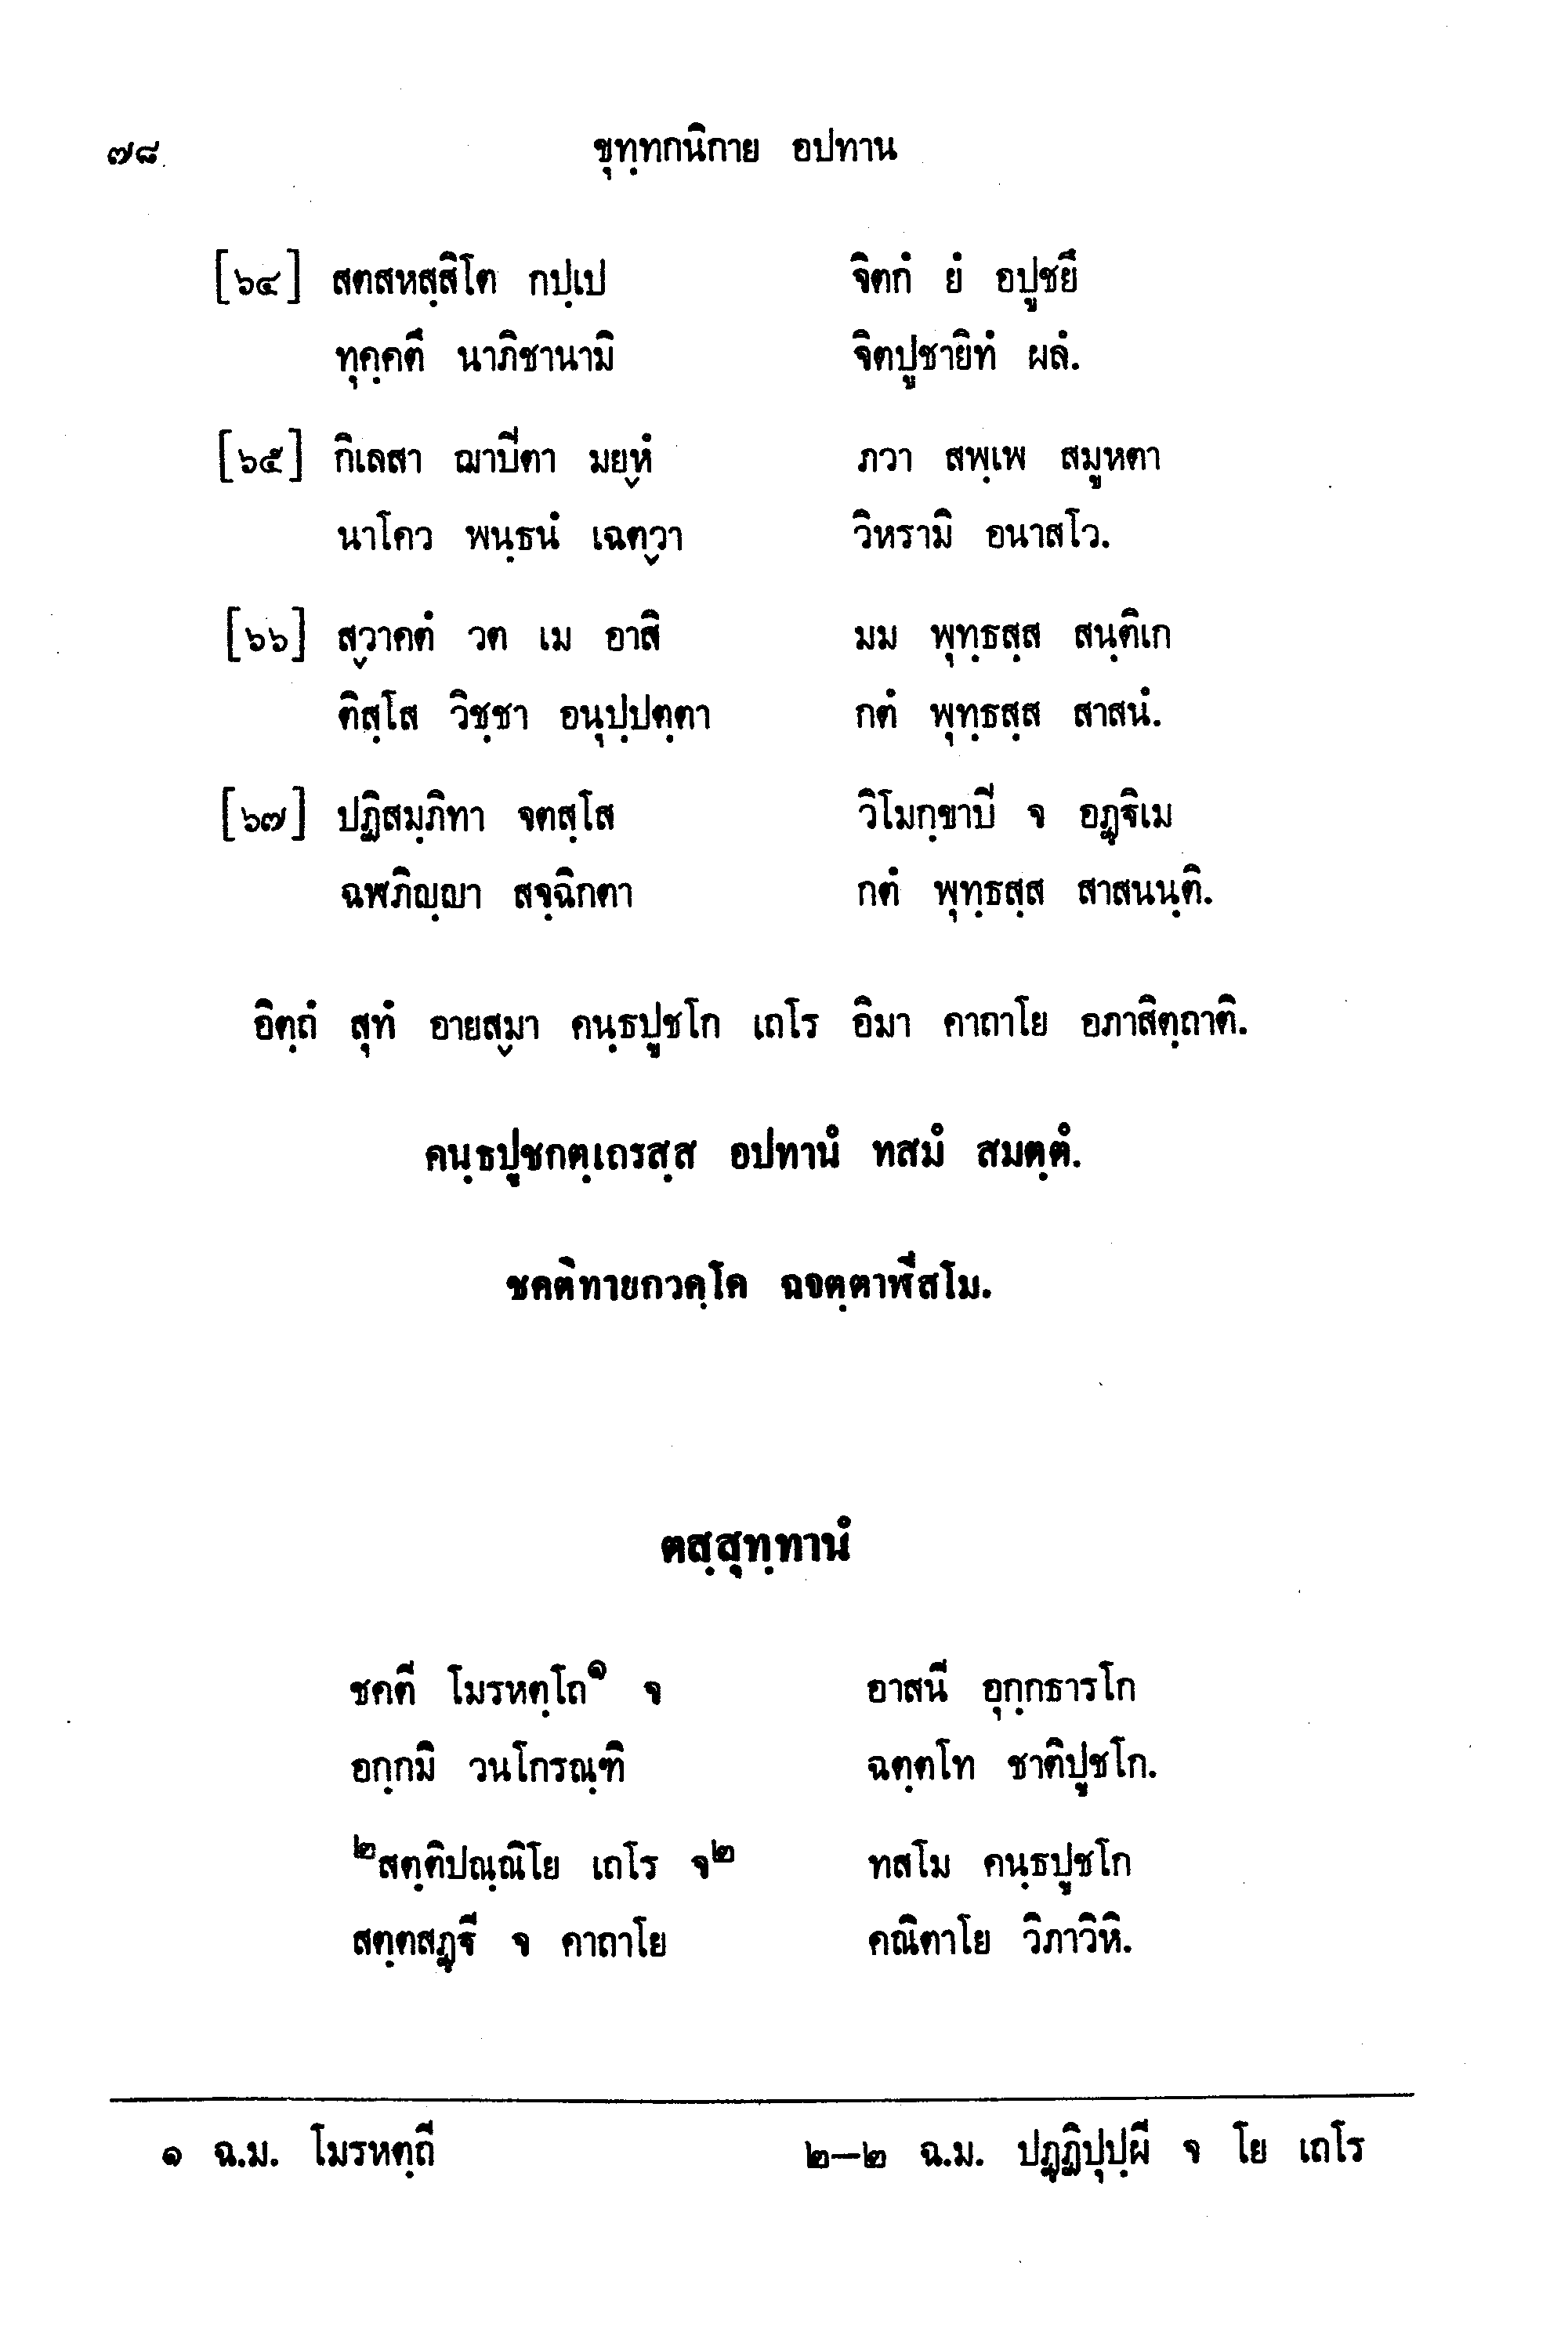 ๗๘ ขุทฺทกนิกาย อปทาน
[๖๔] สตสหสฺสิโต กปฺเป จิตกํ ยํ อปูชยึ
ทุคฺคตึ นาภิชานามิ จิตปูชายิทํ ผลํ.
[๖๕] กิเลสา ฌาปีตา มยฺหํ ภวา สพฺเพ สมูหตา
นาโคว พนฺธนํ เฉตฺวา วิหรามิ อนาสโว.
[๖๖] สฺวาคตํ วต เม อาสิ มม พุทฺธสฺส สนฺติเก
ติสฺโส วิชฺชา อนุปฺปตฺตา กตํ พุทฺธสฺส สาสนํ.
[๖๗] ปฏิสมฺภิทา จตสฺโส วิโมกฺขาปี จ อฏฺฐิเม
ฉฬภิญฺญา สจฺฉิกตา กตํ พุทฺธสฺส สาสนนฺติ.
อิตฺถํ สุทํ อายสฺมา คนฺธปูชโก เถโร อิมา คาถาโย อภาสิตฺถาติ.
คนฺธปูชกตฺเถรสฺส อปทานํ ทสมํ สมตฺตํ.
ชคติทายกวคฺโค ฉจตฺตาฬีสโม.
ตสฺสุทฺทานํ
ชคตี โมรหตฺโถ๑ จ อาสนี อุกฺกธารโก
อกฺกมิ วนโกรณฺฑิ ฉตฺตโท ชาติปูชโก.
๒สตฺติปณฺณิโย เถโร จ๒ ทสโม คนฺธปูชโก
สตฺตสฏฺฐี จ คาถาโย คณิตาโย วิภาวิหิ.
๑ ฉ.ม. โมรหตฺถี ๒–๒ ฉ.ม. ปฏฺฏิปุปฺผี จ โย เถโร